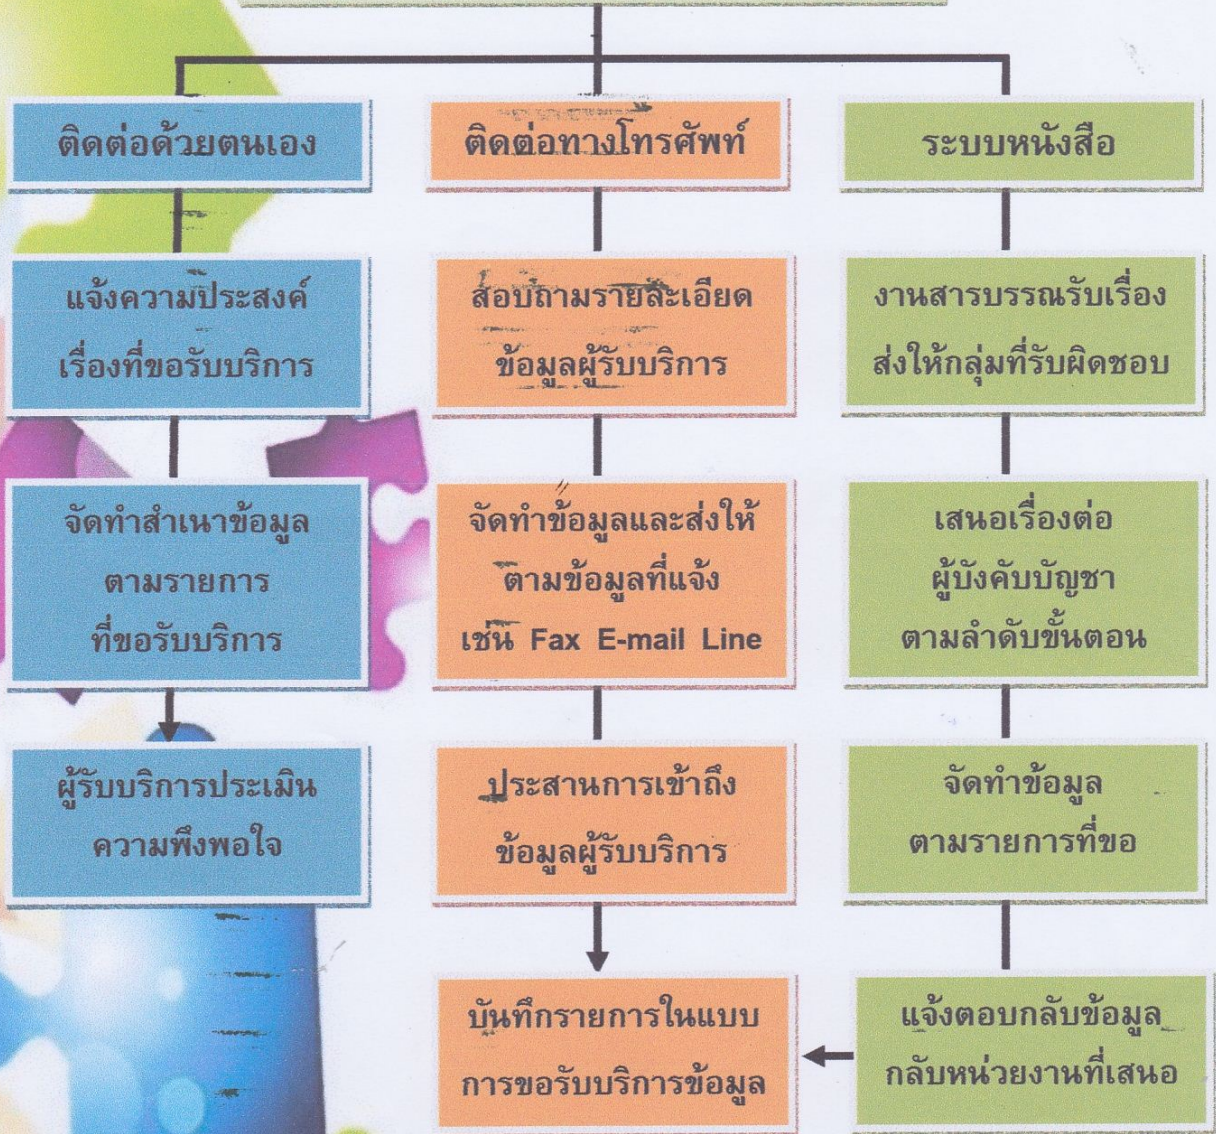 ติดต่อด้วยตนเอง
แจ้งความประสงค์
เรื่องที่ขอรับบริการ
จัดทำสำเนาข้อมูล
ตามรายการ
ที่ขอรับบริการ
ผู้รับบริการประเมิน
ความพึงพอใจ
ติดต่อทางโทรศัพท์
สอบถามรายละเอียด
ข้อมูลผู้รับบริการ
จัดทำข้อมูลและส่งให้
ตามข้อมูลที่แจ้ง
เช่น Fax E-mail Line
ประสานการเข้าถึง
ข้อมูลผู้รับบริการ
บันทึกรายการในแบบ
การขอรับบริการข้อมูล
ระบบหนังสือ
งานสารบรรณรับเรื่อง
ส่งให้กลุ่มที่รับผิดชอบ
เสนอเรื่องต่อ
ผู้บังคับบัญชา
ตามลำดับขั้นตอน
จัดทำข้อมูล
ตามรายการที่ขอ
แจ้งตอบกลับข้อมูล
กลับหน่วยงานที่เสนอ